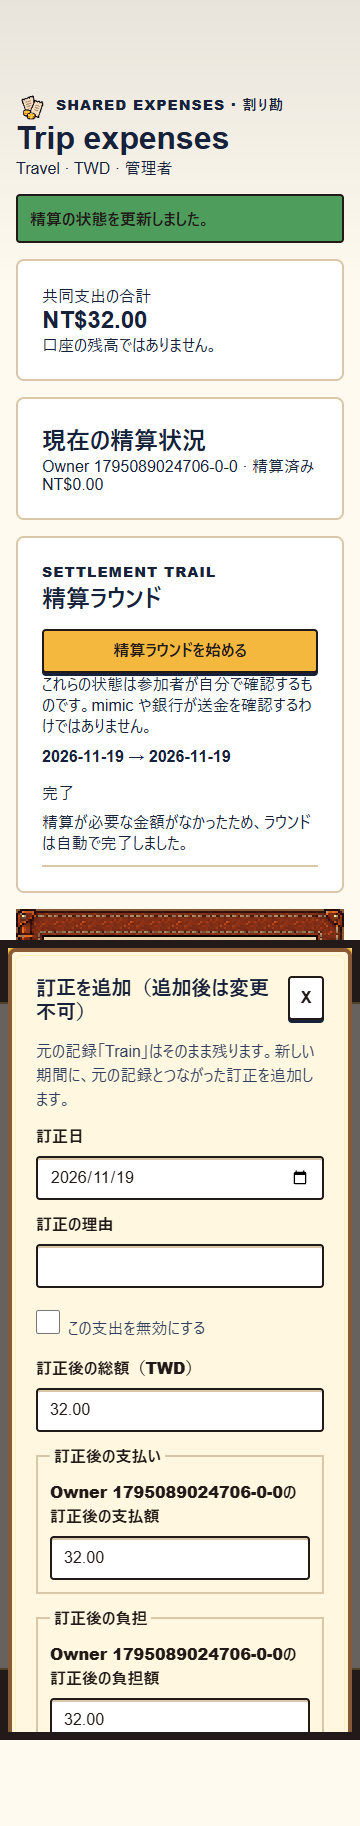 SHARED EXPENSES · 割り勘
Trip expenses
Travel · TWD · 管理者
精算の状態を更新しました。
共同支出の合計
NT$32.00
口座の残高ではありません。
現在の精算状況
Owner 1795089024706-0-0 · 精算済み
NT$0.00
SETTLEMENT TRAIL
精算ラウンド
精算ラウンドを始める
これらの状態は参加者が自分で確認するも
のです。mimic や銀行が送金を確認するわ
けではありません。
2026-11-19 → 2026-11-19
完了
精算が必要な金額がなかったため、ラウンド
は自動で完了しました。
訂正を追加（追加後は変更
不可）
X
元の記録「Train」はそのまま残ります。新しい
期間に、元の記録とつながった訂正を追加し
ます。
訂正日
2026/11/19
訂正の理由
この支出を無効にする
訂正後の総額（TWD）
32.00
訂正後の支払い
Owner 1795089024706-0-0の
訂正後の支払額
32.00
訂正後の負担
Owner 1795089024706-0-0の
訂正後の負担額
32.00